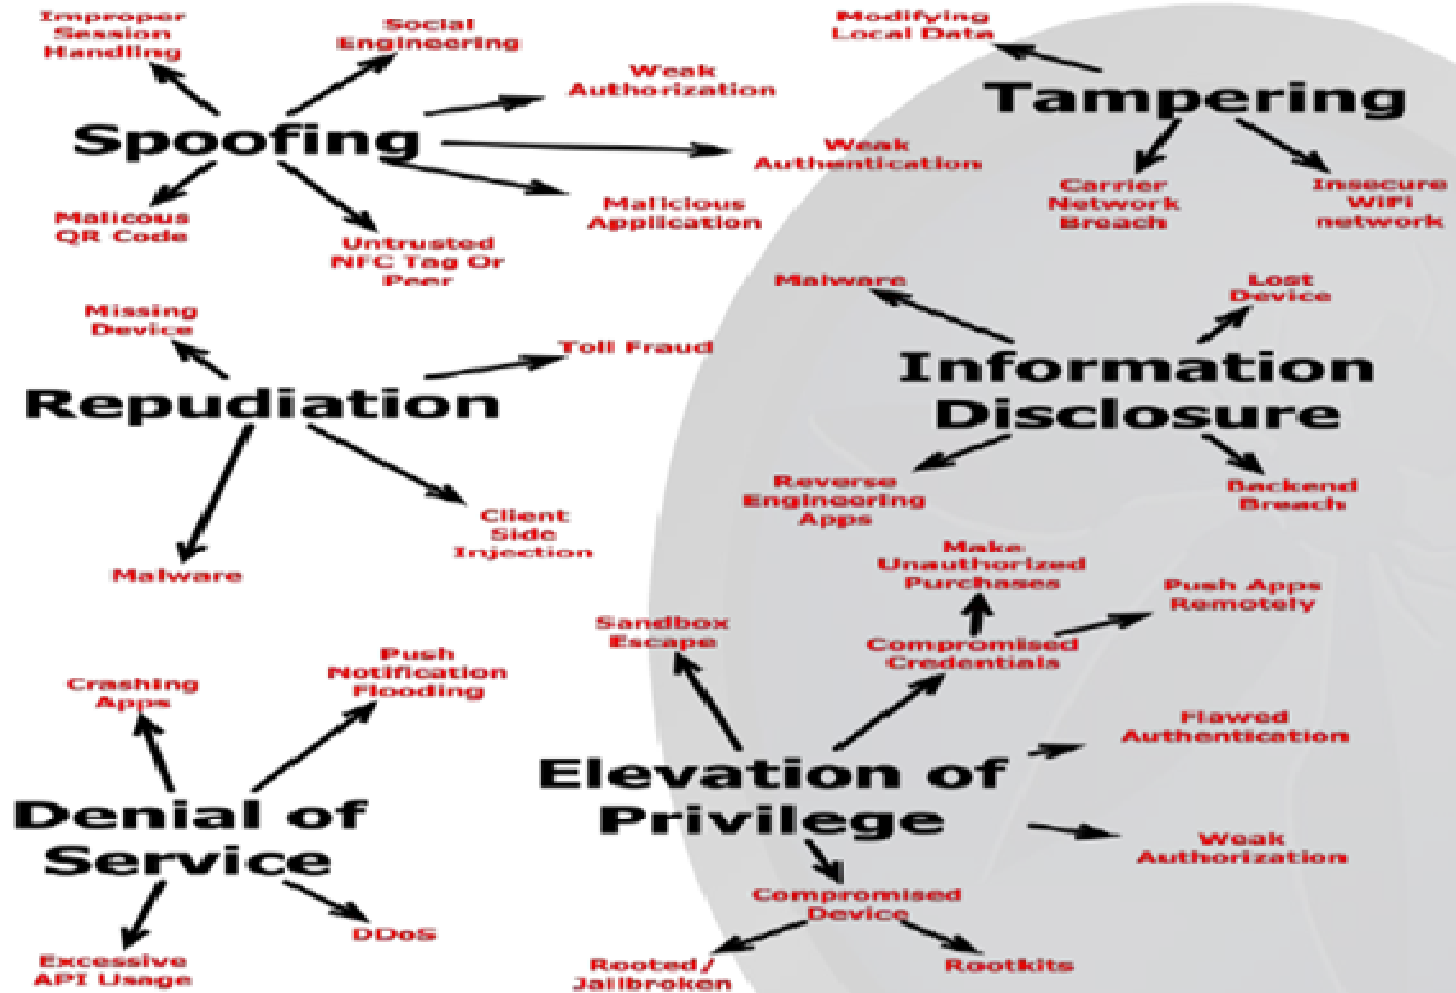 Improper
Session
Handling
Social
Engineering
Weak
Authorization
Spoofing
Weak
Authentication
Malicious
Application
Malicous
QR Code
Untrusted
NFC Tag Or
Peer
Modifying
Local Data
Tampering
Carrier
Network
Breach
Insecure
WiFi
network
Missing
Device
Toll Fraud
Repudiation
Client
Side
Injection
Malware
Malware
Lost
Device
Information
Disclosure
Reverse
Engineering
Apps
Backend
Breach
Crashing
Apps
Push
Notification
Flooding
Denial of
Service
Excessive
API Usage
DDoS
Make
Unauthorized
Purchases
Push Apps
Remotely
Sandbox
Escape
Compromised
Credentials
Flawed
Authentication
Elevation of
Privilege
Weak
Authorization
Compromised
Device
Rooted/
Jailbroken
Rootkits